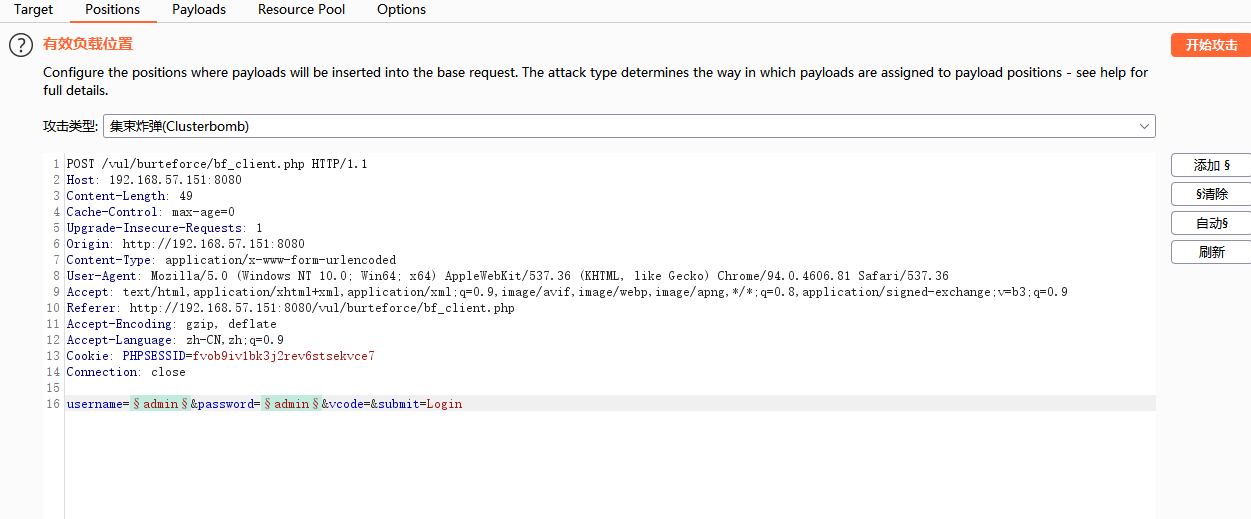 Target Positions Payloads Resource Pool Options
? 有效负载位置 开始攻击
Configure the positions where payloads will be inserted into the base request. The attack type determines the way in which payloads are assigned to payload positions - see help for
full details.
攻击类型: 集束炸弹(Clusterbomb)
1 POST /vul/burteforce/bf_client.php HTTP/1.1
2 Host: 192.168.57.151:8080
3 Content-Length: 49
4 Cache-Control: max-age=0
5 Upgrade-Insecure-Requests: 1
6 Origin: http://192.168.57.151:8080
7 Content-Type: application/x-www-form-urlencoded
8 User-Agent: Mozilla/5.0 (Windows NT 10.0; Win64; x64) AppleWebKit/537.36 (KHTML, like Gecko) Chrome/94.0.4606.81 Safari/537.36
9 Accept: text/html,application/xhtml+xml,application/xml;q=0.9,image/avif,image/webp,image/apng,*/*;q=0.8,application/signed-exchange;v=b3;q=0.9
10 Referer: http://192.168.57.151:8080/vul/burteforce/bf_client.php
11 Accept-Encoding: gzip, deflate
12 Accept-Language: zh-CN,zh;q=0.9
13 Cookie: PHPSESSID=fvob9iv1bk3j2rev6stsekvce7
14 Connection: close
15
16 username=§admin§&password=§admin§&vcode=&submit=Login
添加 §
§清除
自动§
刷新